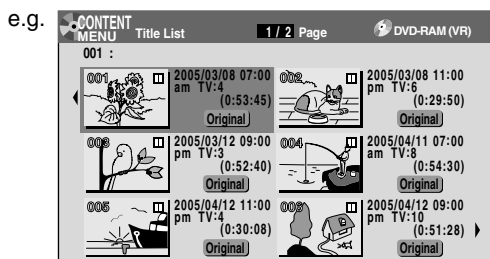 e.g.
CONTENT MENU Title List 1 / 2 Page DVD-RAM (VR)
001 :
001
2005/03/08 07:00
am TV:4
(0:53:45)
Original
002
2005/03/08 11:00
pm TV:6
(0:29:50)
Original
003
2005/03/12 09:00
pm TV:3
(0:52:40)
Original
004
2005/04/11 07:00
am TV:8
(0:54:30)
Original
005
2005/04/12 11:00
pm TV:4
(0:30:08)
Original
006
2005/04/12 09:00
pm TV:10
(0:51:28)
Original